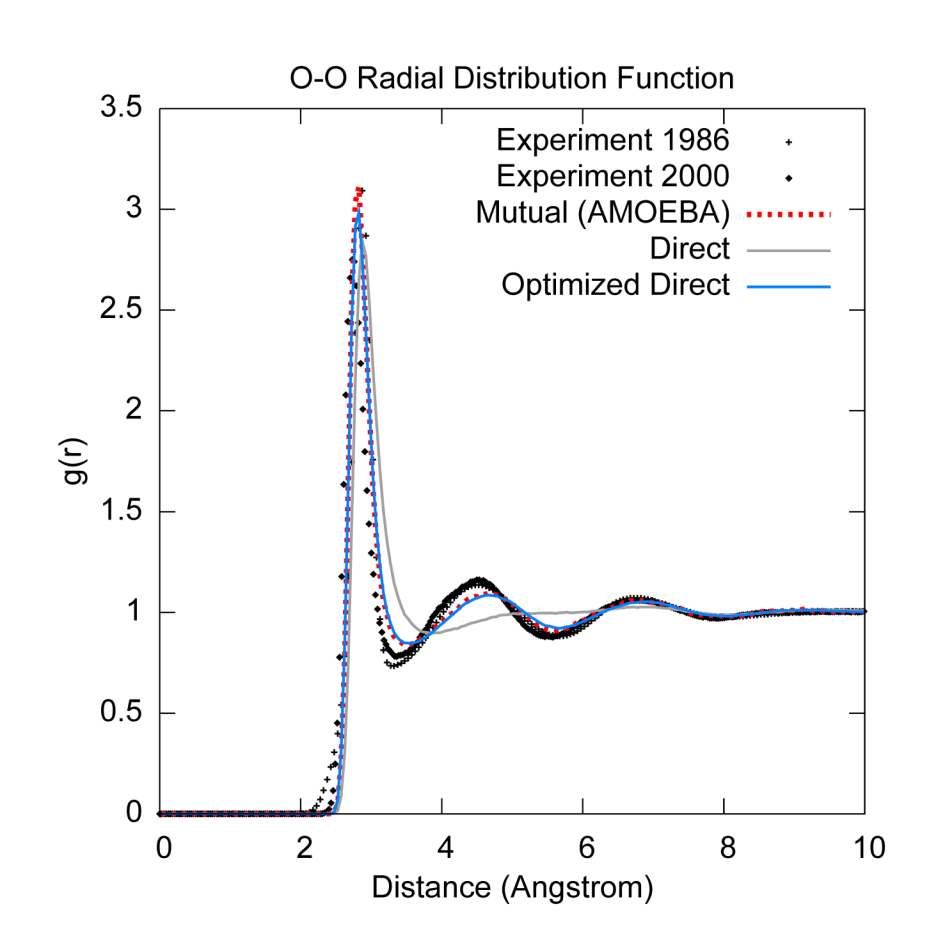 O-O Radial Distribution Function
3.5
3
2.5
2
1.5
1
0.5
0
g(r)
Experiment 1986
Experiment 2000
Mutual (AMOEBA)
Direct
Optimized Direct
0 2 4 6 8 10
Distance (Angstrom)